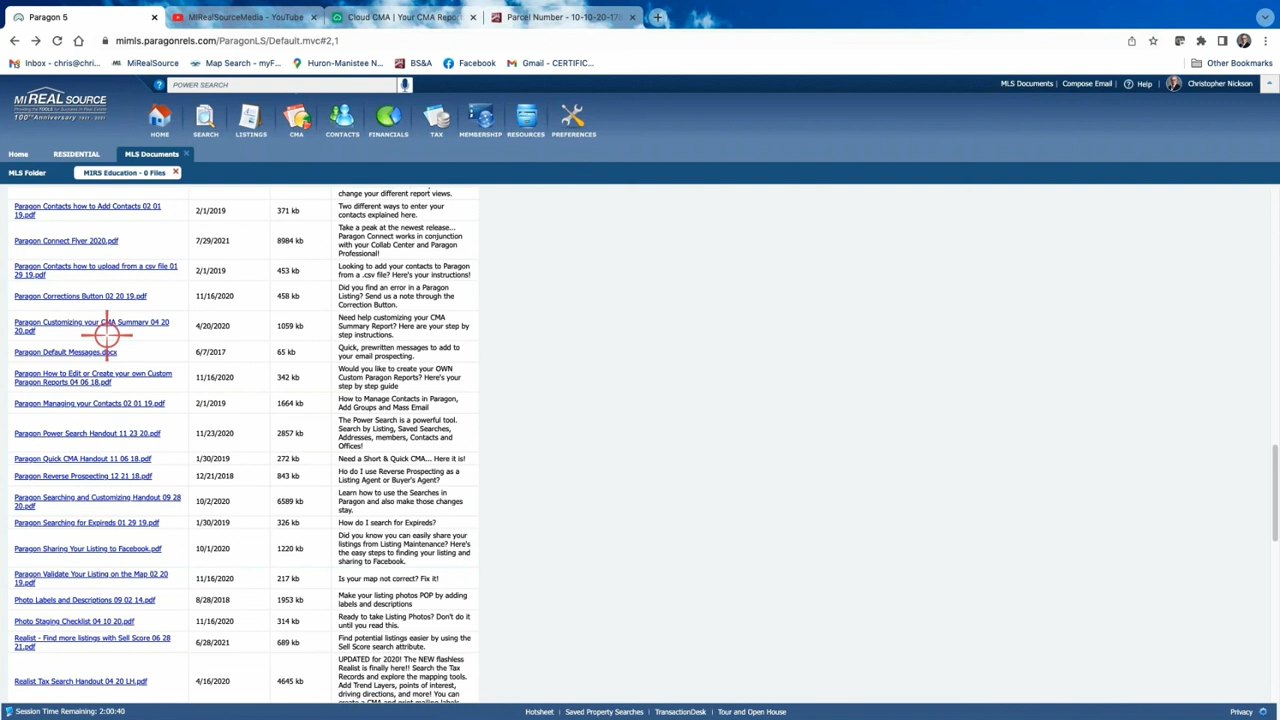 Paragon 5
MIRealSourceMedia - YouTube
Cloud CMA | Your CMA Repor
Parcel Number - 10-10-20-178
mimls.paragonrels.com/ParagonLS/Default.mvc#2,1
Inbox - chris@chri...
MiRealSource
Map Search - myF...
Huron-Manistee N...
BS&A
Facebook
Gmail - CERTIFIC...
Other Bookmarks
POWER SEARCH
MLS Documents
Compose Email
Help
Christopher Nickson
MI REAL SOURCE
100th Anniversary
HOME
SEARCH
LISTINGS
CMA
CONTACTS
FINANCIALS
TAX
MEMBERSHIP
RESOURCES
PREFERENCES
Home
RESIDENTIAL
MLS Documents
MLS Folder
MIRS Education - 0 Files
change your different report views.
Paragon Contacts how to Add Contacts 02 01
19.pdf
2/1/2019
371 kb
Two different ways to enter your
contacts explained here.
Paragon Connect Flyer 2020.pdf
7/29/2021
8984 kb
Take a peak at the newest release...
Paragon Connect works in conjunction
with your Collab Center and Paragon
Professional!
Paragon Contacts how to upload from a csv file 01
29 19.pdf
2/1/2019
453 kb
Looking to add your contacts to Paragon
from a .csv file? Here's your instructions!
Paragon Corrections Button 02 20 19.pdf
11/16/2020
458 kb
Did you find an error in a Paragon
Listing? Send us a note through the
Correction Button.
Paragon Customizing your CMA Summary 04 20
20.pdf
4/20/2020
1059 kb
Need help customizing your CMA
Summary Report? Here are your step by
step instructions.
Paragon Default Messages.docx
6/7/2017
65 kb
Quick, prewritten messages to add to
your email prospecting.
Paragon How to Edit or Create your own Custom
Paragon Reports 04 06 18.pdf
11/16/2020
342 kb
Would you like to create your OWN
Custom Paragon Reports? Here's your
step by step guide
Paragon Managing your Contacts 02 01 19.pdf
2/1/2019
1664 kb
How to Manage Contacts in Paragon,
Add Groups and Mass Email
Paragon Power Search Handout 11 23 20.pdf
11/23/2020
2857 kb
The Power Search is a powerful tool.
Search by Listing, Saved Searches,
Addresses, members, Contacts and
Offices!
Paragon Quick CMA Handout 11 06 18.pdf
1/30/2019
272 kb
Need a Short & Quick CMA... Here it is!
Paragon Reverse Prospecting 12 21 18.pdf
12/21/2018
843 kb
Ho do I use Reverse Prospecting as a
Listing Agent or Buyer's Agent?
Paragon Searching and Customizing Handout 09 28
20.pdf
10/2/2020
6589 kb
Learn how to use the Searches in
Paragon and also make those changes
stay.
Paragon Searching for Expireds 01 29 19.pdf
1/30/2019
326 kb
How do I search for Expireds?
Paragon Sharing Your Listing to Facebook.pdf
10/1/2020
1220 kb
Did you know you can easily share your
listings from Listing Maintenance? Here's
the easy steps to finding your listing and
sharing to Facebook.
Paragon Validate Your Listing on the Map 02 20
19.pdf
11/16/2020
217 kb
Is your map not correct? Fix it!
Photo Labels and Descriptions 09 02 14.pdf
8/28/2018
1953 kb
Make your listing photos POP by adding
labels and descriptions
Photo Staging Checklist 04 10 20.pdf
11/16/2020
314 kb
Ready to take Listing Photos? Don't do it
until you read this.
Realist - Find more listings with Sell Score 06 28
21.pdf
6/28/2021
689 kb
Find potential listings easier by using the
Sell Score search attribute.
Realist Tax Search Handout 04 20 LH.pdf
4/16/2020
4645 kb
UPDATED for 2020! The NEW flashless
Realist is finally here!! Search the Tax
Records and explore the mapping tools.
Add Trend Layers, points of interest,
driving directions, and more! You can
create a CMA and print mailing labels
Session Time Remaining: 2:00:40
Hotsheet
Saved Property Searches
TransactionDesk
Tour and Open House
Privacy